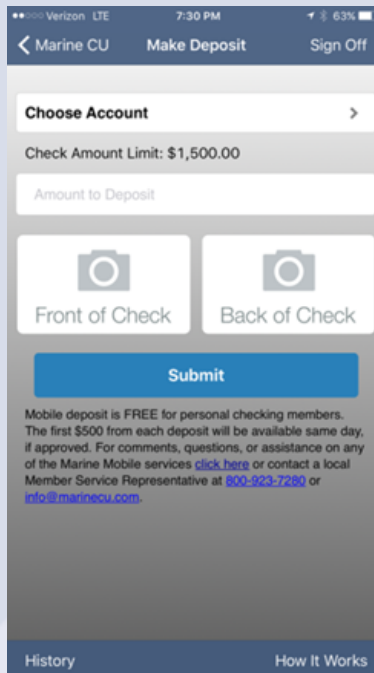 Verizon LTE 7:30 PM 63%
Marine CU Make Deposit Sign Off
Choose Account
Check Amount Limit: $1,500.00
Amount to Deposit
Front of Check Back of Check
Submit
Mobile deposit is FREE for personal checking members.
The first $500 from each deposit will be available same day,
if approved. For comments, questions, or assistance on any
of the Marine Mobile services click here or contact a local
Member Service Representative at 800-923-7280 or
info@marinecu.com.
History How It Works